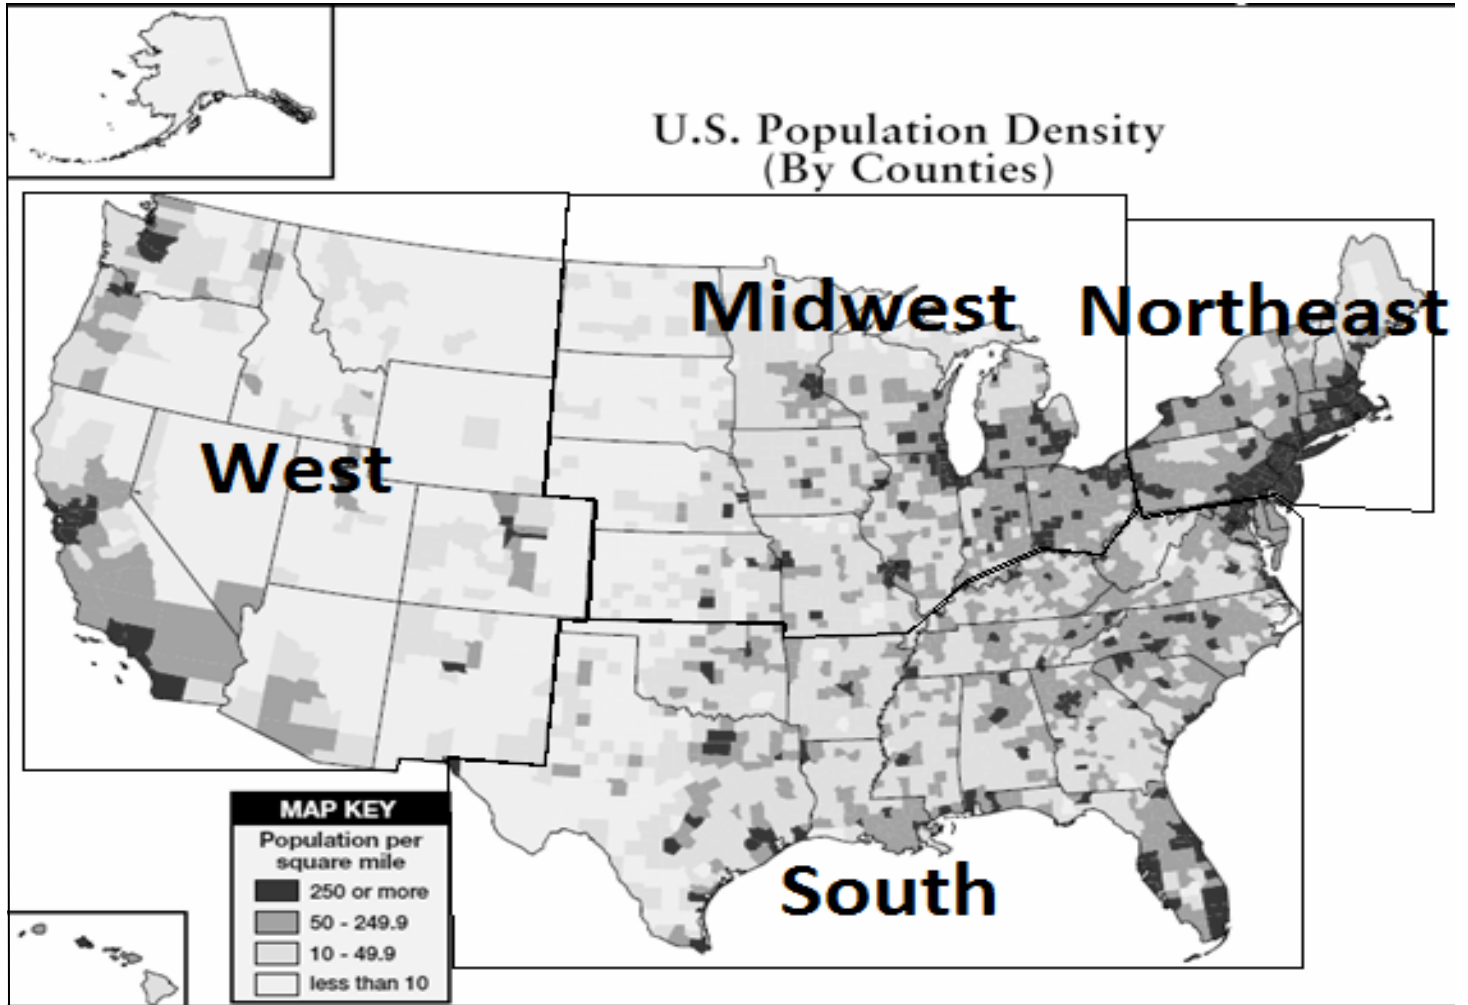 U.S. Population Density
(By Counties)
Midwest
Northeast
West
South
MAP KEY
Population per
square mile
250 or more
50 - 249.9
10 - 49.9
less than 10